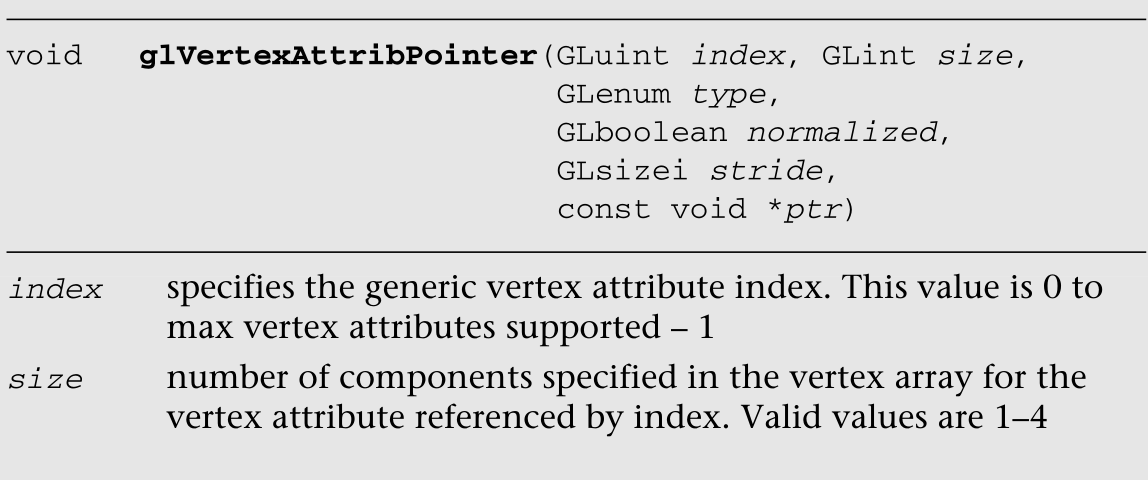 void glVertexAttribPointer(GLuint index, GLint size,
GLenum type,
GLboolean normalized,
GLsizei stride,
const void *ptr)
index specifies the generic vertex attribute index. This value is 0 to
max vertex attributes supported – 1
size number of components specified in the vertex array for the
vertex attribute referenced by index. Valid values are 1–4